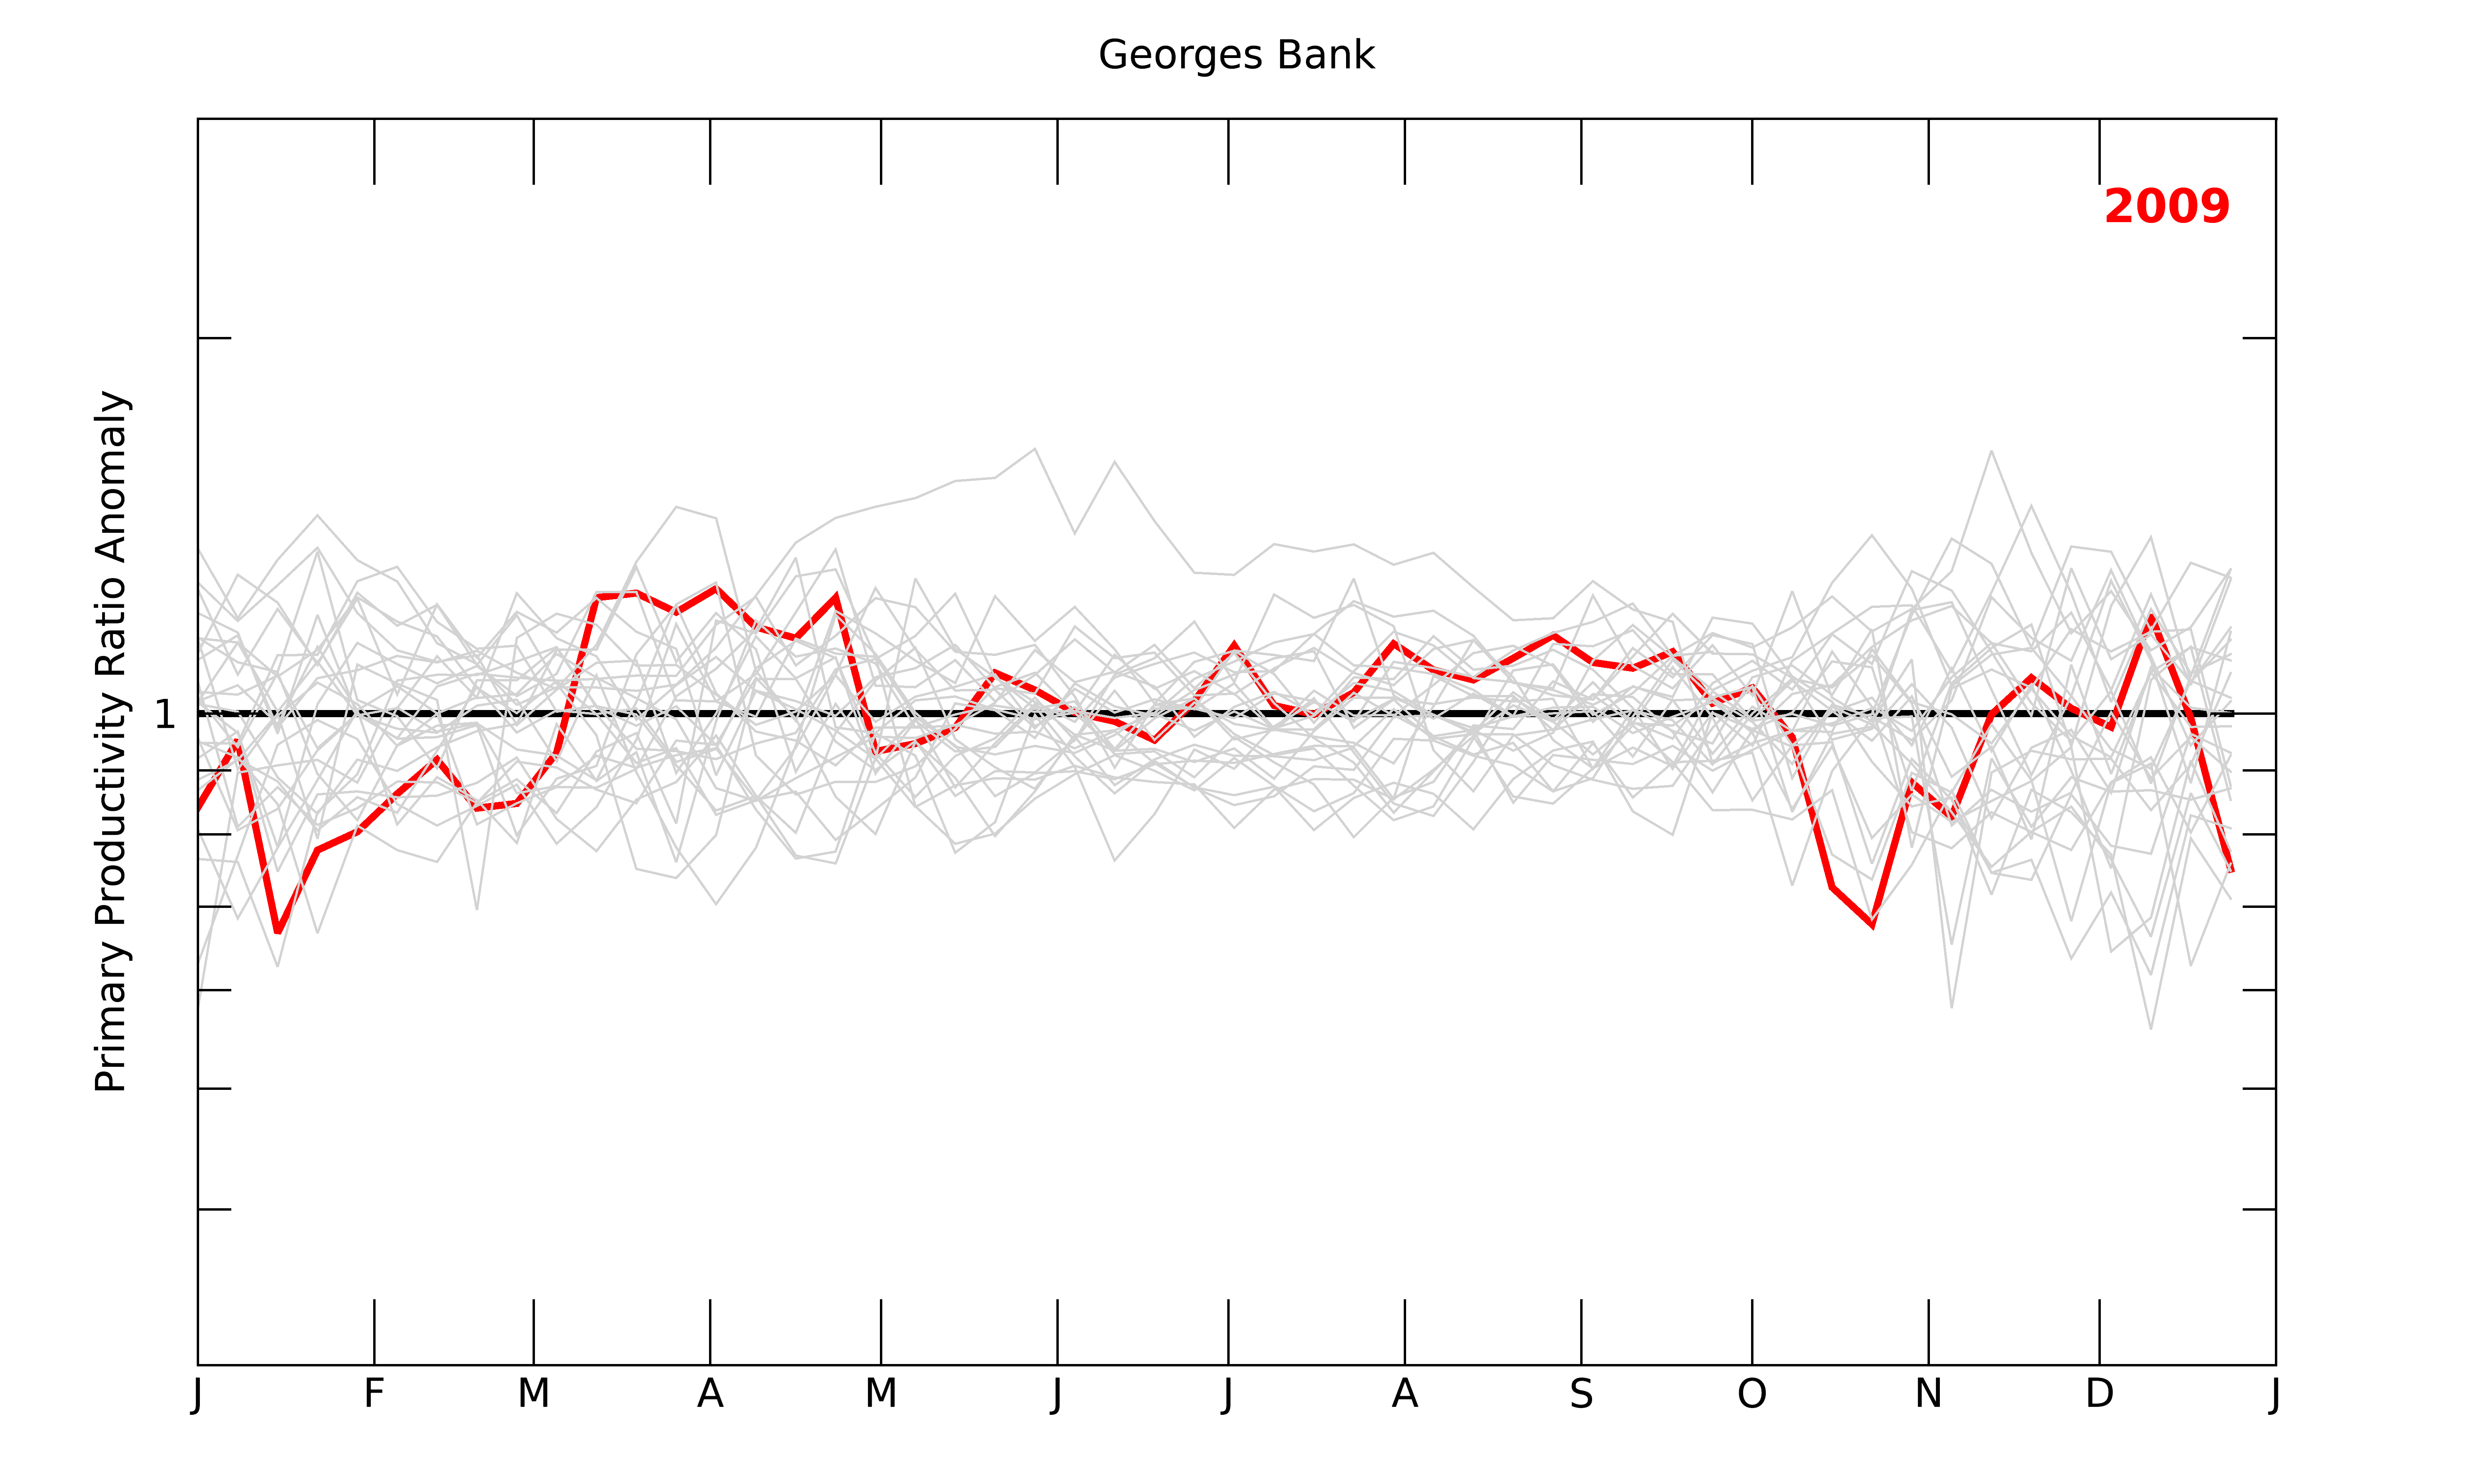 Georges Bank
2009
Primary Productivity Ratio Anomaly
1
J F M A M J J A S O N D J